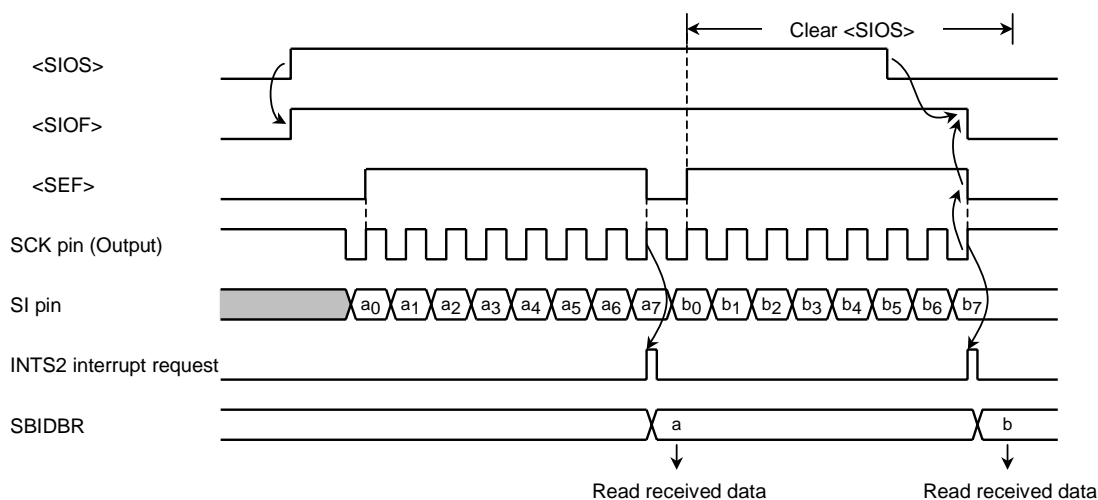 Clear <SIOS>
<SIOS>
<SIOF>
<SEF>
SCK pin (Output)
SI pin a0 a1 a2 a3 a4 a5 a6 a7 b0 b1 b2 b3 b4 b5 b6 b7
INTS2 interrupt request
SBIDBR a b
Read received data Read received data